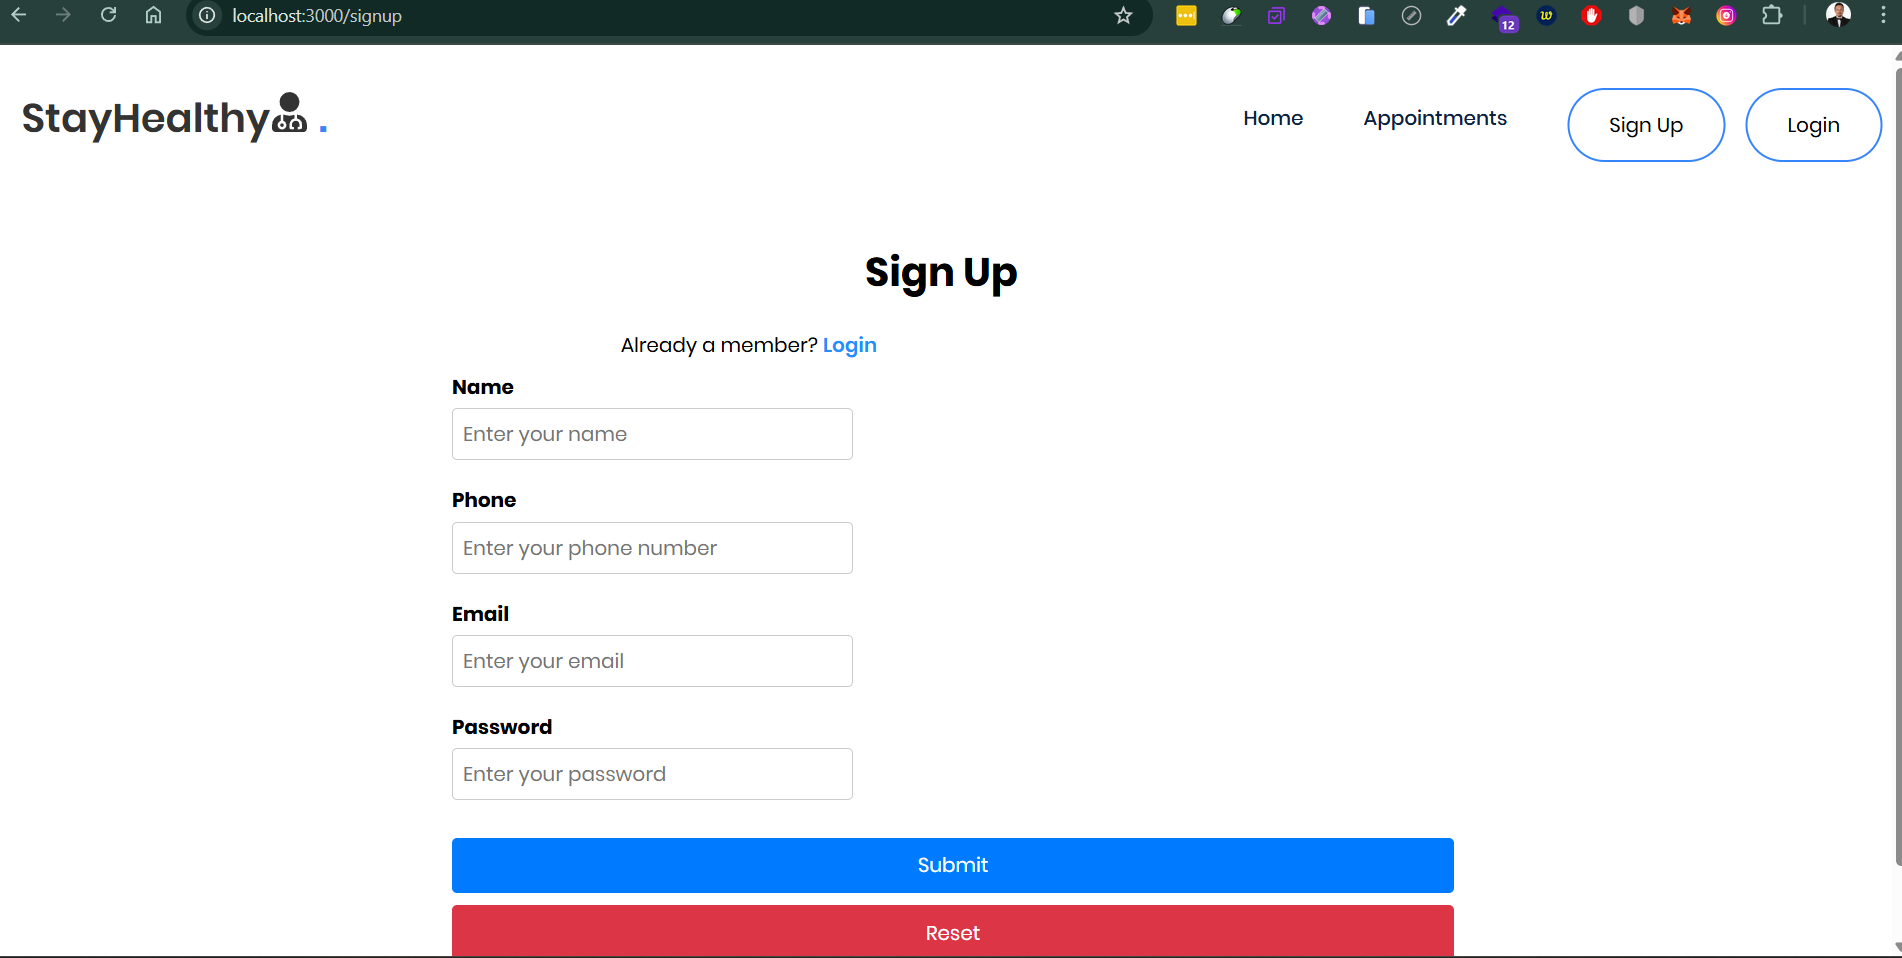 localhost:3000/signup
12
StayHealthy .
Home Appointments Sign Up Login
Sign Up
Already a member? Login
Name
Enter your name
Phone
Enter your phone number
Email
Enter your email
Password
Enter your password
Submit
Reset